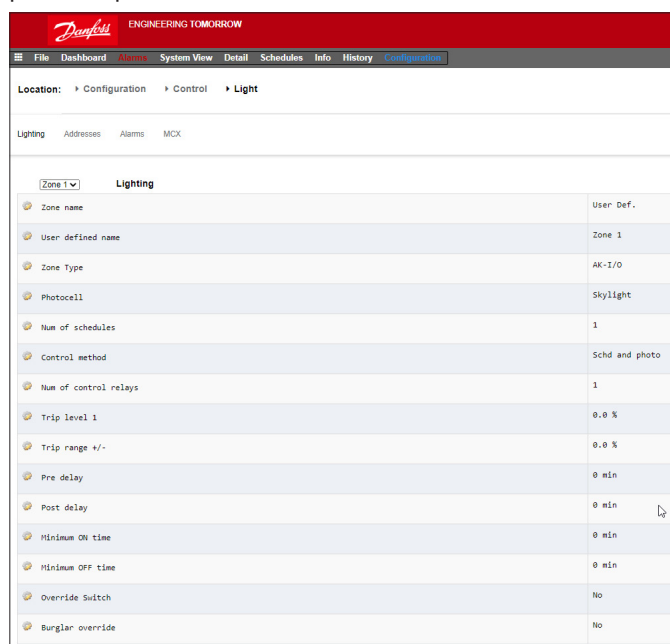 Danfoss ENGINEERING TOMORROW
File Dashboard Alarms System View Detail Schedules Info History Configuration
Location: Configuration Control Light
Lighting Addresses Alarms MCX
Zone 1 Lighting
Zone name User Def.
User defined name Zone 1
Zone Type AK-I/O
Photocell Skylight
Num of schedules 1
Control method Schd and photo
Num of control relays 1
Trip level 1 0.0 %
Trip range +/- 0.0 %
Pre delay 0 min
Post delay 0 min
Minimum ON time 0 min
Minimum OFF time 0 min
Override Switch No
Burglar override No